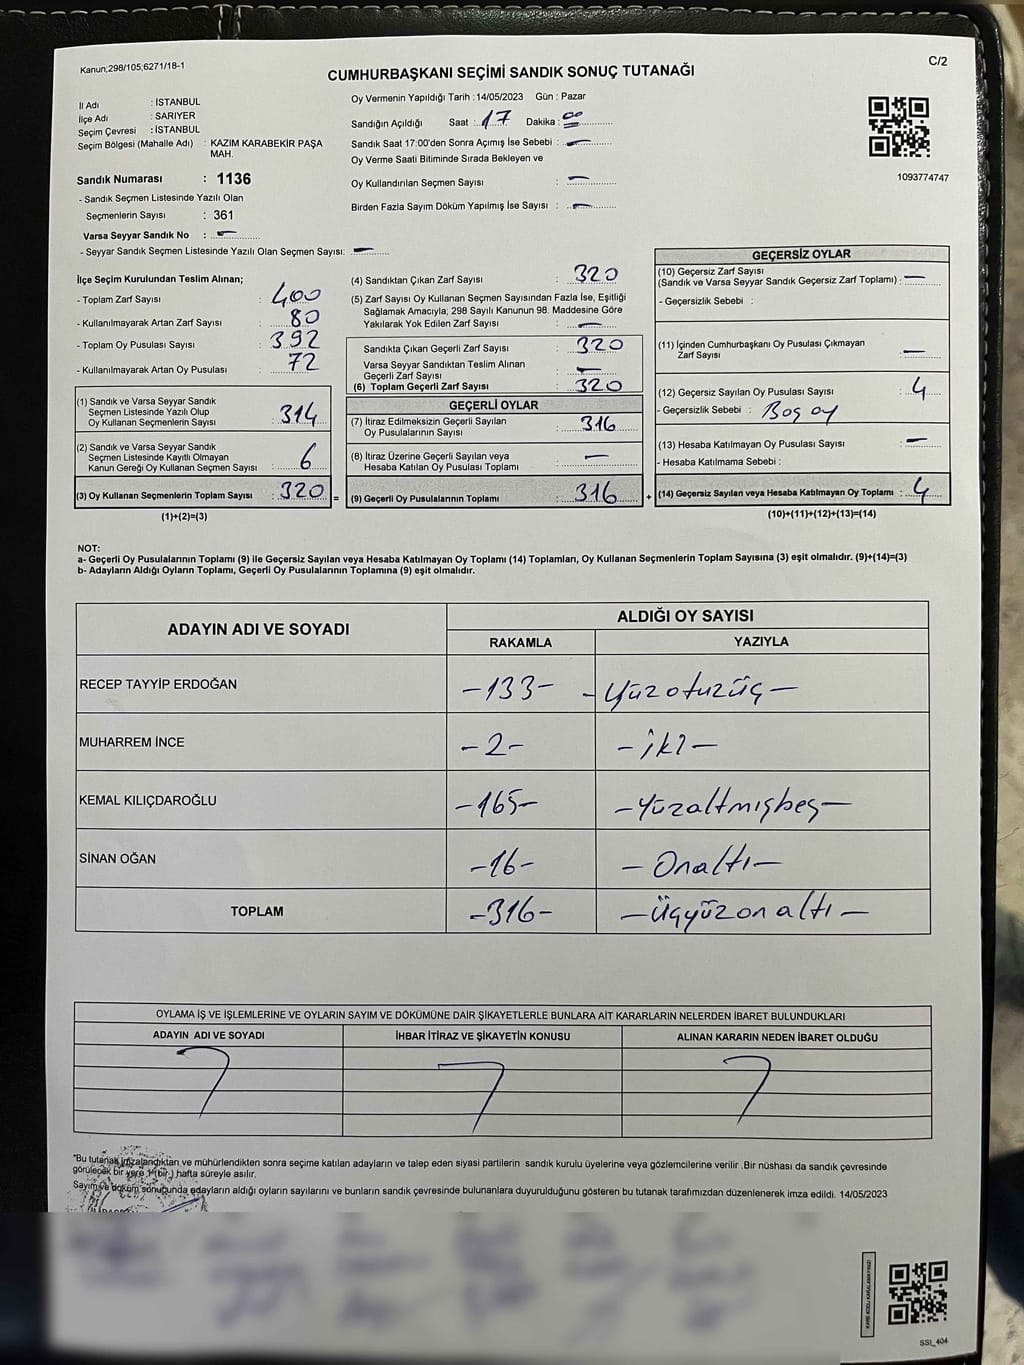 Kanun;298/105;6271/18-1
C/2
CUMHURBAŞKANI SEÇİMİ SANDIK SONUÇ TUTANAĞI
İl Adı : İSTANBUL
İlçe Adı : SARIYER
Seçim Çevresi : İSTANBUL
Seçim Bölgesi (Mahalle Adı) : KAZIM KARABEKİR PAŞA
MAH.
Sandık Numarası : 1136
- Sandık Seçmen Listesinde Yazılı Olan
Seçmenlerin Sayısı : 361
Varsa Seyyar Sandık No : —
- Seyyar Sandık Seçmen Listesinde Yazılı Olan Seçmen Sayısı: —
Oy Vermenin Yapıldığı Tarih :14/05/2023 Gün : Pazar
Sandığın Açıldığı Saat : 17 Dakika : 00
Sandık Saat 17:00'den Sonra Açımış İse Sebebi : —
Oy Verme Saati Bitiminde Sırada Bekleyen ve
Oy Kullandırılan Seçmen Sayısı : —
Birden Fazla Sayım Döküm Yapılmış İse Sayısı : —
1093774747
İlçe Seçim Kurulundan Teslim Alınan;
- Toplam Zarf Sayısı : 400
- Kullanılmayarak Artan Zarf Sayısı : 80
- Toplam Oy Pusulası Sayısı : 392
- Kullanılmayarak Artan Oy Pusulası : 72
(1) Sandık ve Varsa Seyyar Sandık
Seçmen Listesinde Yazılı Olup
Oy Kullanan Seçmenlerin Sayısı : 314
(2) Sandık ve Varsa Seyyar Sandık
Seçmen Listesinde Kayıtlı Olmayan
Kanun Gereği Oy Kullanan Seçmen Sayısı : 6
(3) Oy Kullanan Seçmenlerin Toplam Sayısı : 320 =
(1)+(2)=(3)
(4) Sandıktan Çıkan Zarf Sayısı : 320
(5) Zarf Sayısı Oy Kullanan Seçmen Sayısından Fazla İse, Eşitliği
Sağlamak Amacıyla; 298 Sayılı Kanunun 98. Maddesine Göre
Yakılarak Yok Edilen Zarf Sayısı : —
Sandıkta Çıkan Geçerli Zarf Sayısı : 320
Varsa Seyyar Sandıktan Teslim Alınan
Geçerli Zarf Sayısı : —
(6) Toplam Geçerli Zarf Sayısı : 320
GEÇERLİ OYLAR
(7) İtiraz Edilmeksizin Geçerli Sayılan
Oy Pusulalarının Sayısı : 316
(8) İtiraz Üzerine Geçerli Sayılan veya
Hesaba Katılan Oy Pusulası Toplamı : —
(9) Geçerli Oy Pusulalarının Toplamı : 316 +
GEÇERSİZ OYLAR
(10) Geçersiz Zarf Sayısı
(Sandık ve Varsa Seyyar Sandık Geçersiz Zarf Toplamı) : —
- Geçersizlik Sebebi :
(11) İçinden Cumhurbaşkanı Oy Pusulası Çıkmayan
Zarf Sayısı : —
(12) Geçersiz Sayılan Oy Pusulası Sayısı : 4
- Geçersizlik Sebebi : Boş oy
(13) Hesaba Katılmayan Oy Pusulası Sayısı : —
- Hesaba Katılmama Sebebi :
(14) Geçersiz Sayılan veya Hesaba Katılmayan Oy Toplamı : 4
(10)+(11)+(12)+(13)=(14)
NOT:
a- Geçerli Oy Pusulalarının Toplamı (9) ile Geçersiz Sayılan veya Hesaba Katılmayan Oy Toplamı (14) Toplamları, Oy Kullanan Seçmenlerin Toplam Sayısına (3) eşit olmalıdır. (9)+(14)=(3)
b- Adayların Aldığı Oyların Toplamı, Geçerli Oy Pusulalarının Toplamına (9) eşit olmalıdır.
ADAYIN ADI VE SOYADI
ALDIĞI OY SAYISI
RAKAMLA YAZIYLA
RECEP TAYYİP ERDOĞAN -133- -Yüzotuzüç-
MUHARREM İNCE -2- -iki-
KEMAL KILIÇDAROĞLU -165- -Yüzaltmışbeş-
SİNAN OĞAN -16- -Onaltı-
TOPLAM -316- -Üçyüzonaltı-
OYLAMA İŞ VE İŞLEMLERİNE VE OYLARIN SAYIM VE DÖKÜMÜNE DAİR ŞİKAYETLERLE BUNLARA AİT KARARLARIN NELERDEN İBARET BULUNDUKLARI
ADAYIN ADI VE SOYADI İHBAR İTİRAZ VE ŞİKAYETİN KONUSU ALINAN KARARIN NEDEN İBARET OLDUĞU
*Bu tutanak imzalandıktan ve mühürlendikten sonra seçime katılan adayların ve talep eden siyasi partilerin sandık kurulu üyelerine veya gözlemcilerine verilir .Bir nüshası da sandık çevresinde
görülecek bir yere 1 (bir ) hafta süreyle asılır.
Sayım ve döküm sonucunda adayların aldığı oyların sayılarını ve bunların sandık çevresinde bulunanlara duyurulduğunu gösteren bu tutanak tarafımızdan düzenlenerek imza edildi. 14/05/2023
SSI_404